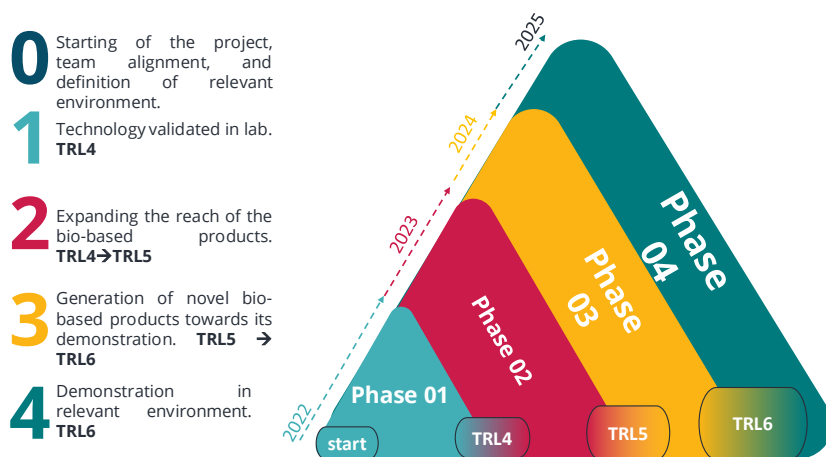 0
Starting of the project,
team alignment, and
definition of relevant
environment.
1
Technology validated in lab.
TRL4
2
Expanding the reach of the
bio-based products.
TRL4→TRL5
3
Generation of novel bio-
based products towards its
demonstration. TRL5 →
TRL6
4
Demonstration in
relevant environment.
TRL6
2022
2023
2024
2025
Phase 01
Phase 02
Phase
03
Phase
04
start
TRL4
TRL5
TRL6